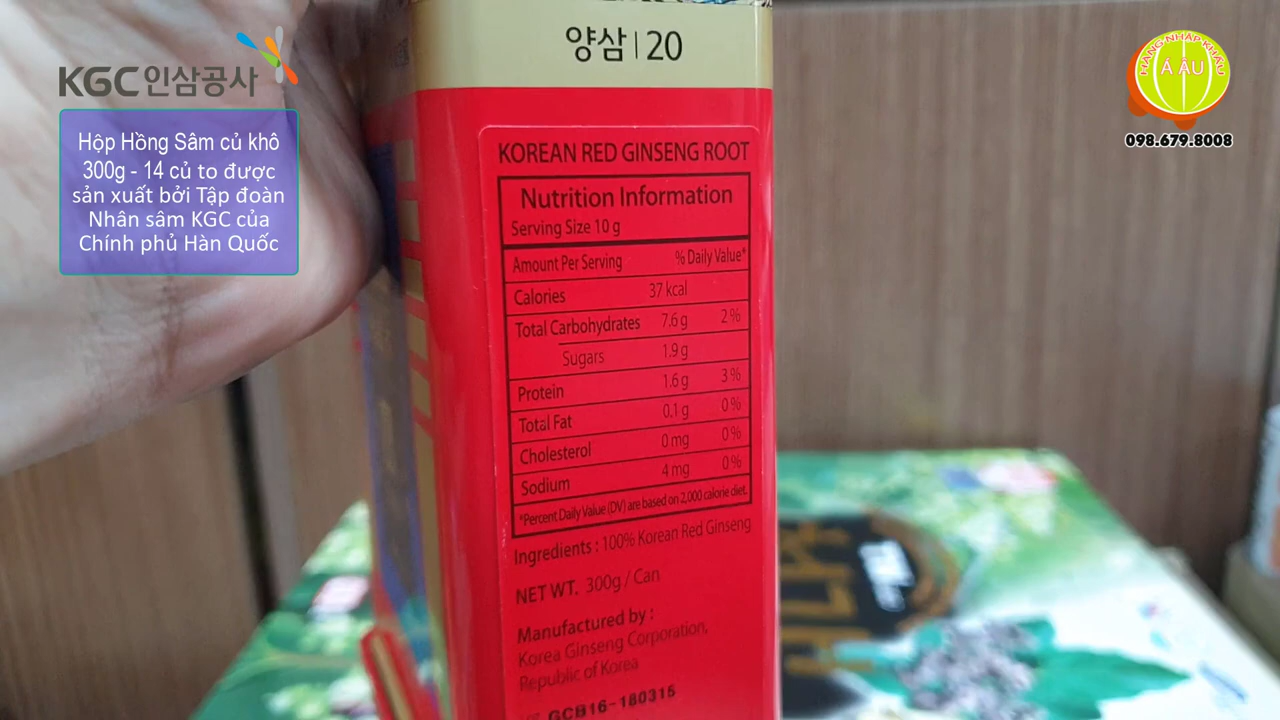 양삼 | 20
KGC인삼공사
HÀNG NHẬP KHẨU
Á ÂU
098.679.8008
Hộp Hồng Sâm củ khô
300g - 14 củ to được
sản xuất bởi Tập đoàn
Nhân sâm KGC của
Chính phủ Hàn Quốc
KOREAN RED GINSENG ROOT
Nutrition Information
Serving Size 10 g
Amount Per Serving % Daily Value*
Calories 37 kcal
Total Carbohydrates 7.6 g 2 %
Sugars 1.9 g
Protein 1.6 g 3 %
Total Fat 0.1 g 0 %
Cholesterol 0 mg 0 %
Sodium 4 mg 0 %
*Percent Daily Value (DV) are based on 2,000 calorie diet.
Ingredients : 100% Korean Red Ginseng
NET WT. 300g / Can
Manufactured by :
Korea Ginseng Corporation,
Republic of Korea
GCB16-180315